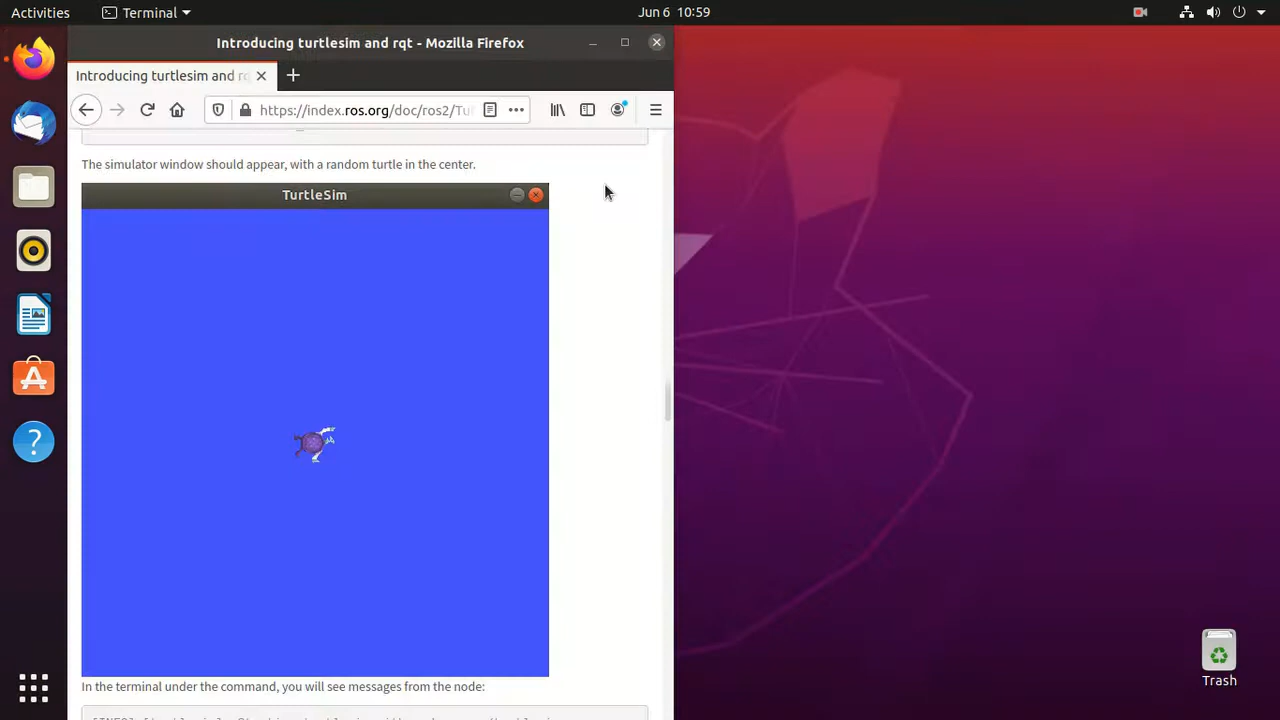 Activities
Terminal
Jun 6 10:59
Introducing turtlesim and rqt - Mozilla Firefox
Introducing turtlesim and rq
https://index.ros.org/doc/ros2/Tu
The simulator window should appear, with a random turtle in the center.
TurtleSim
In the terminal under the command, you will see messages from the node:
Trash